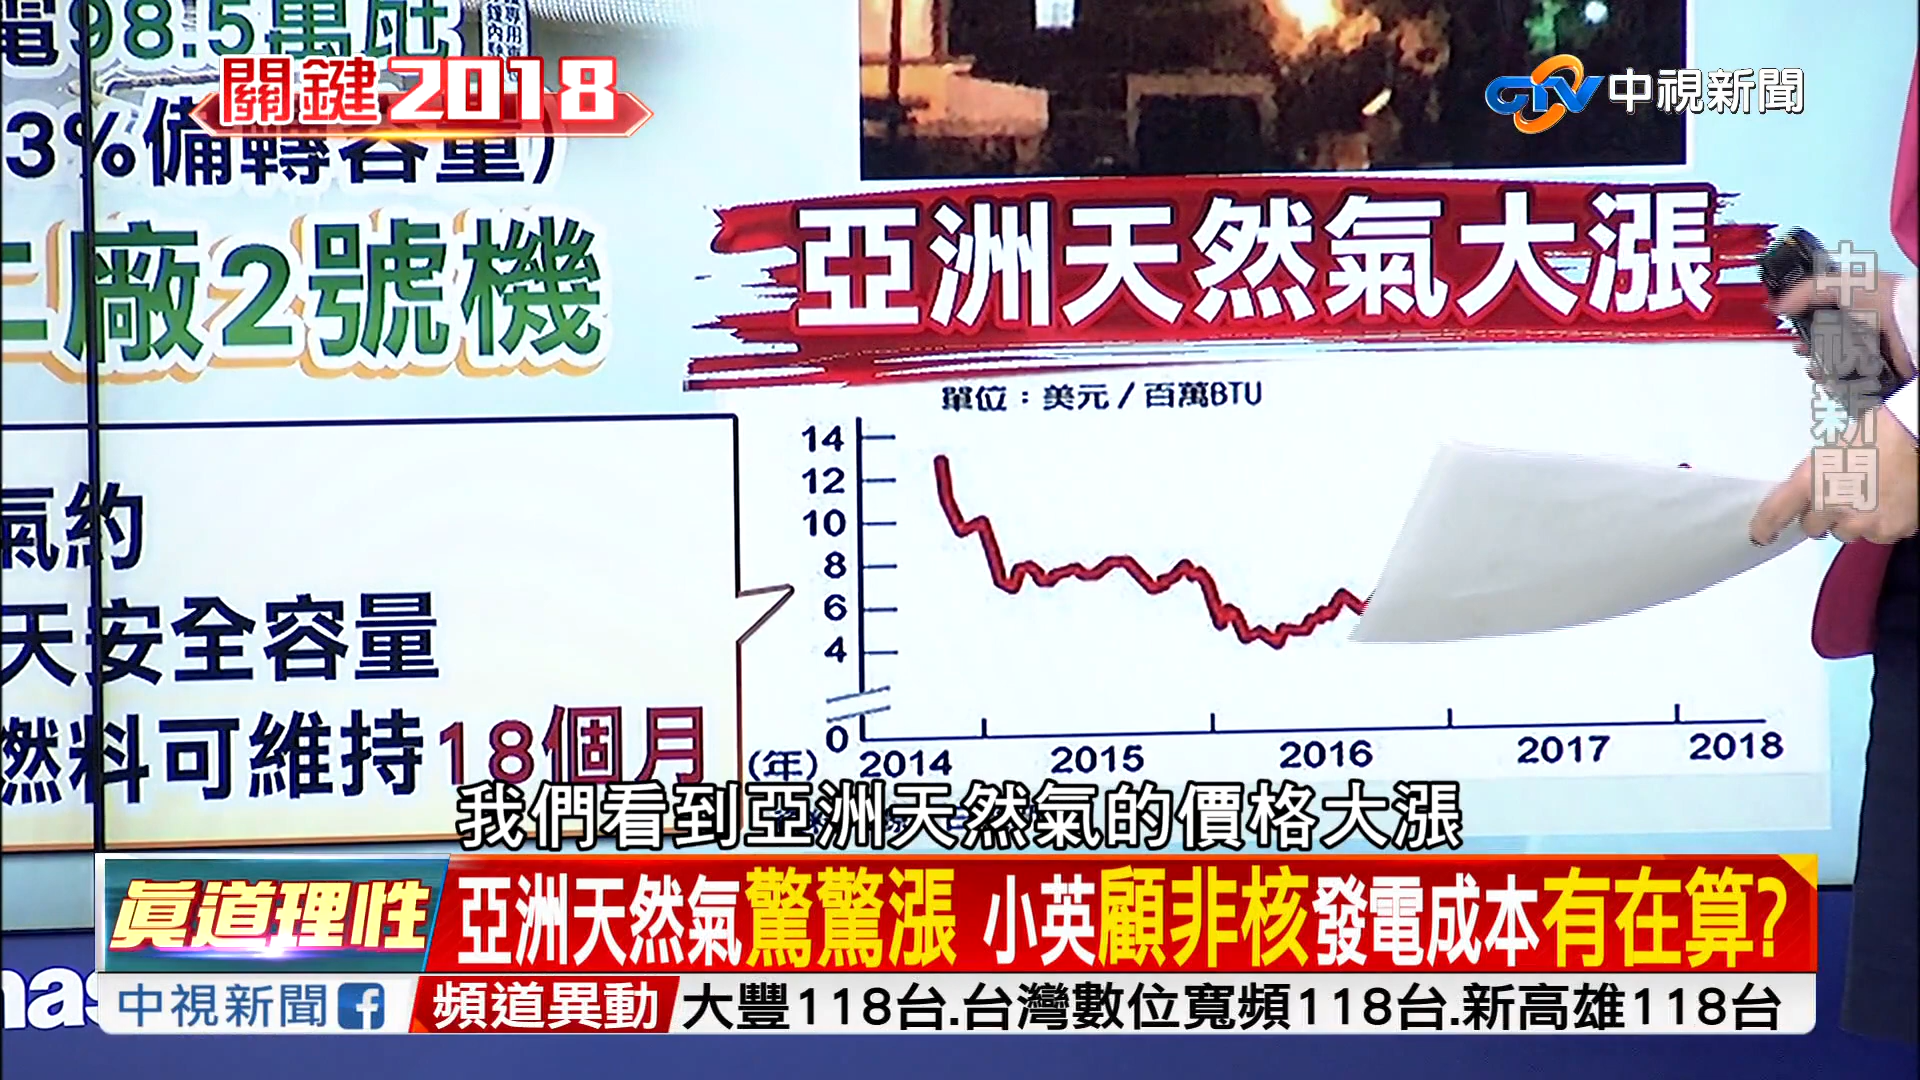 電98.5萬瓩
關鍵2018
中視新聞
3%備轉容量)
二廠2號機
亞洲天然氣大漲
中視新聞
單位：美元／百萬BTU
14
12
10
8
6
4
0
(年) 2014 2015 2016 2017 2018
氣約
天安全容量
燃料可維持18個月
我們看到亞洲天然氣的價格大漲
真道理性
亞洲天然氣驚驚漲 小英顧非核發電成本有在算?
中視新聞
頻道異動 大豐118台.台灣數位寬頻118台.新高雄118台